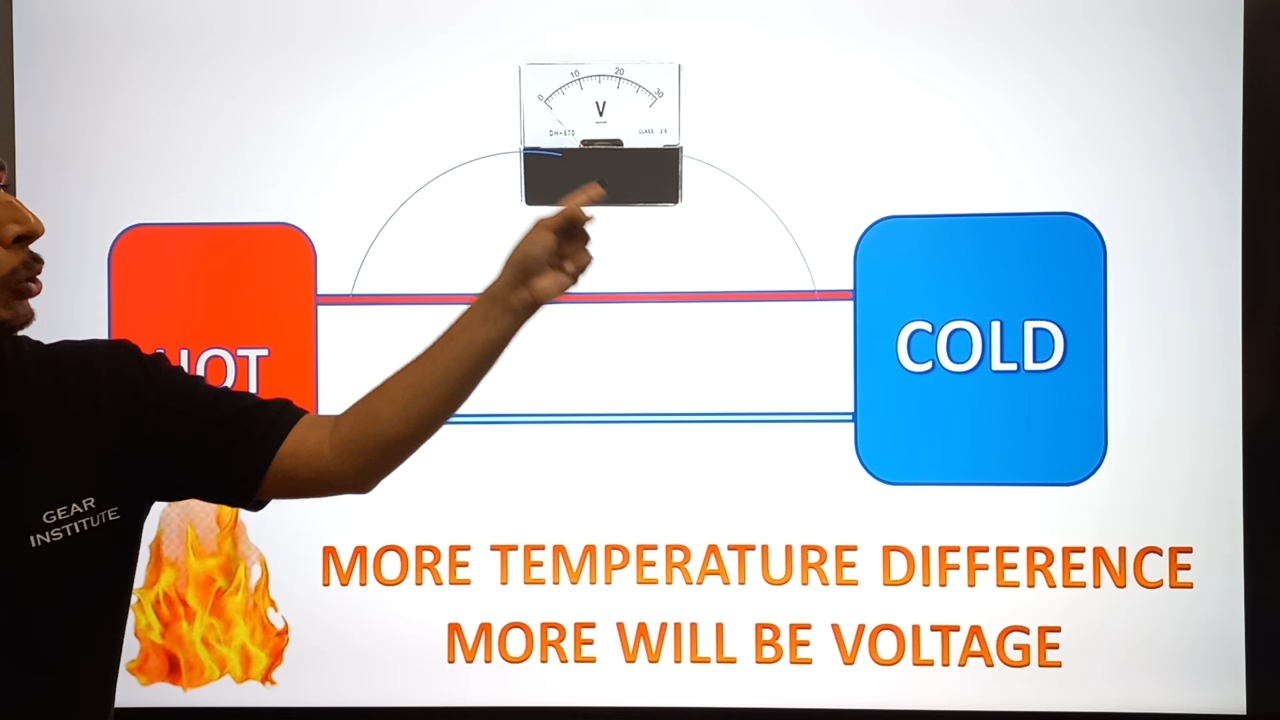 0 10 20 30
V
DH-670 CLASS 2.5
HOT
COLD
GEAR
INSTITUTE
MORE TEMPERATURE DIFFERENCE
MORE WILL BE VOLTAGE